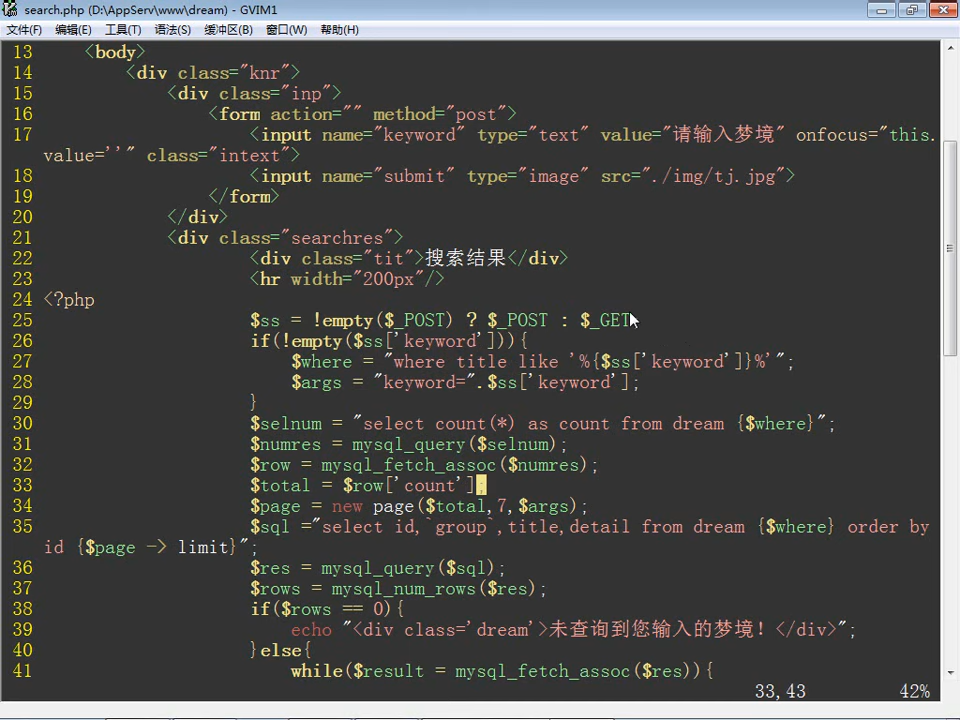 search.php (D:\AppServ\www\dream) - GVIM1
文件(F) 编辑(E) 工具(T) 语法(S) 缓冲区(B) 窗口(W) 帮助(H)
13 <body>
14 <div class="knr">
15 <div class="inp">
16 <form action="" method="post">
17 <input name="keyword" type="text" value="请输入梦境" onfocus="this.
value=''" class="intext">
18 <input name="submit" type="image" src="./img/tj.jpg">
19 </form>
20 </div>
21 <div class="searchres">
22 <div class="tit">搜索结果</div>
23 <hr width="200px"/>
24 <?php
25 $ss = !empty($_POST) ? $_POST : $_GET
26 if(!empty($ss['keyword'])){
27 $where = "where title like '%{$ss['keyword']}%'";
28 $args = "keyword=".$ss['keyword'];
29 }
30 $selnum = "select count(*) as count from dream {$where}";
31 $numres = mysql_query($selnum);
32 $row = mysql_fetch_assoc($numres);
33 $total = $row['count'];
34 $page = new page($total,7,$args);
35 $sql ="select id,`group`,title,detail from dream {$where} order by
id {$page -> limit}";
36 $res = mysql_query($sql);
37 $rows = mysql_num_rows($res);
38 if($rows == 0){
39 echo "<div class='dream'>未查询到您输入的梦境！</div>";
40 }else{
41 while($result = mysql_fetch_assoc($res)){
33,43 42%